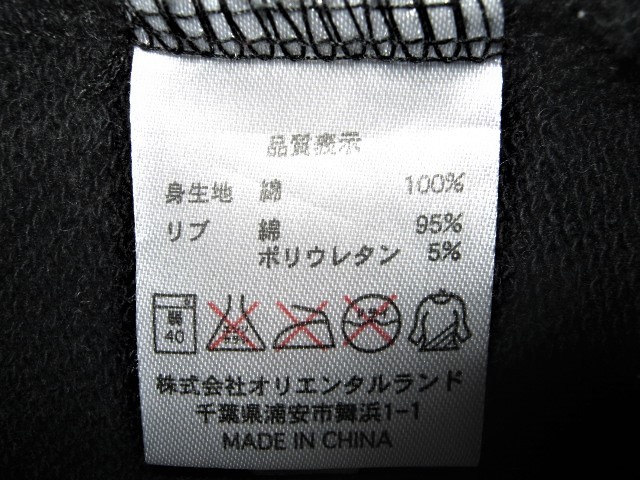 品質表示
身生地 綿 100%
リブ 綿 95%
ポリウレタン 5%
40
株式会社オリエンタルランド
千葉県浦安市舞浜1-1
MADE IN CHINA